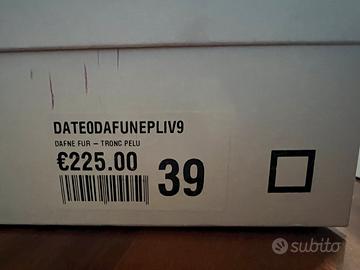 DATE0DAFUNEPLIV9
DAFNE FUR – TRONC PELU
€225.00
39
subito